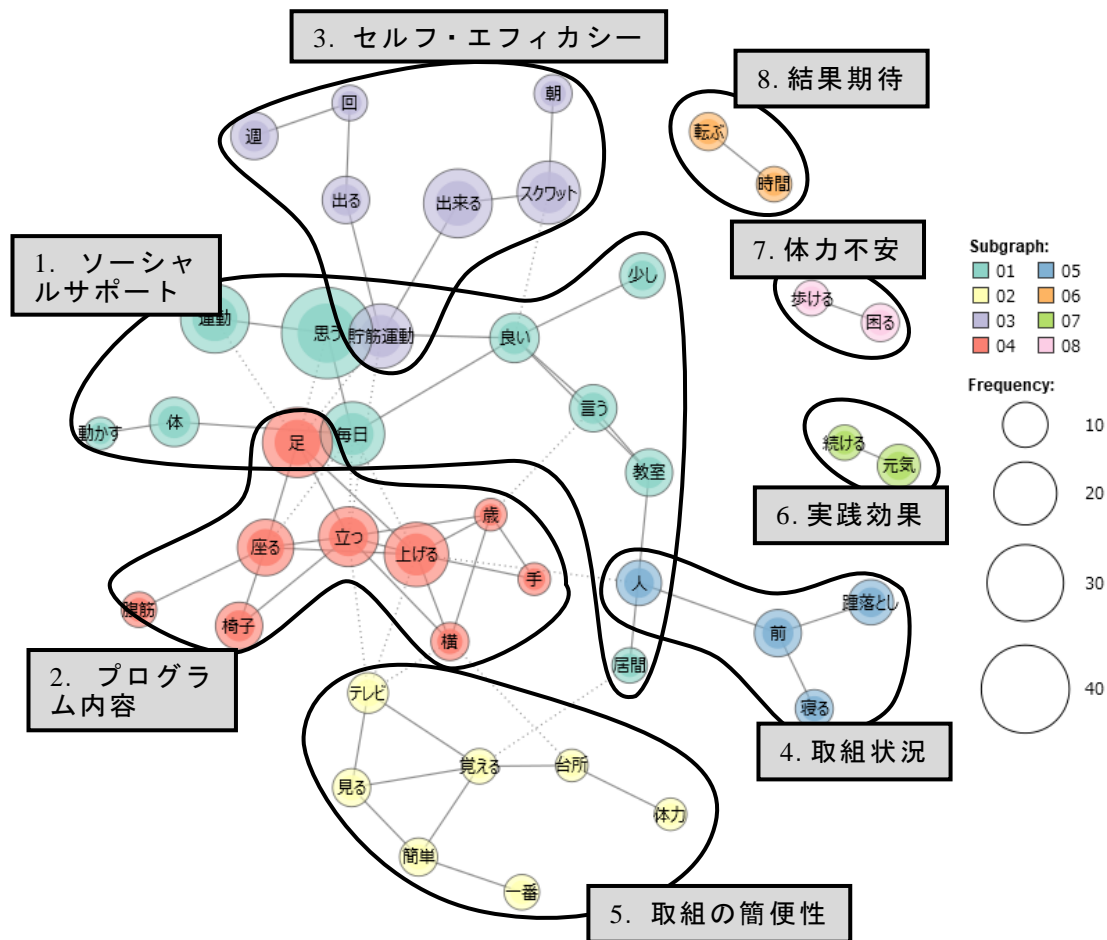 3. セルフ・エフィカシー
8. 結果期待
回
朝
週
転ぶ
時間
出る
出来る
スクワット
1. ソーシャ
ルサポート
7. 体力不安
少し
歩ける
困る
運動
思う
貯筋運動
良い
動かす
体
毎日
言う
足
教室
続ける
元気
6. 実践効果
座る
立つ
上げる
歳
手
腹筋
椅子
横
人
前
踵落とし
居間
寝る
2. プログラ
ム内容
4. 取組状況
テレビ
見る
覚える
台所
体力
簡単
一番
5. 取組の簡便性
Subgraph:
01 05
02 06
03 07
04 08
Frequency:
10
20
30
40